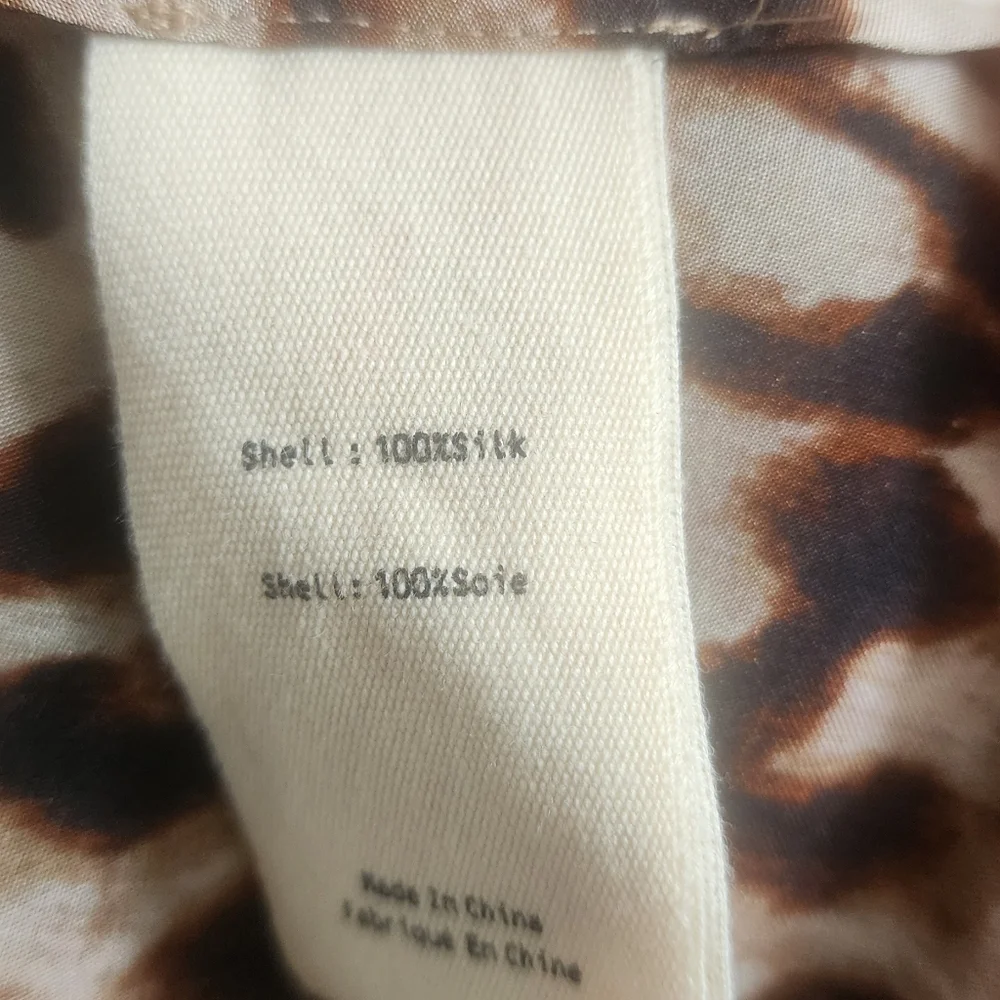 Shell: 100%Silk
Shell: 100%Soie
Made In China
Fabriqué En Chine